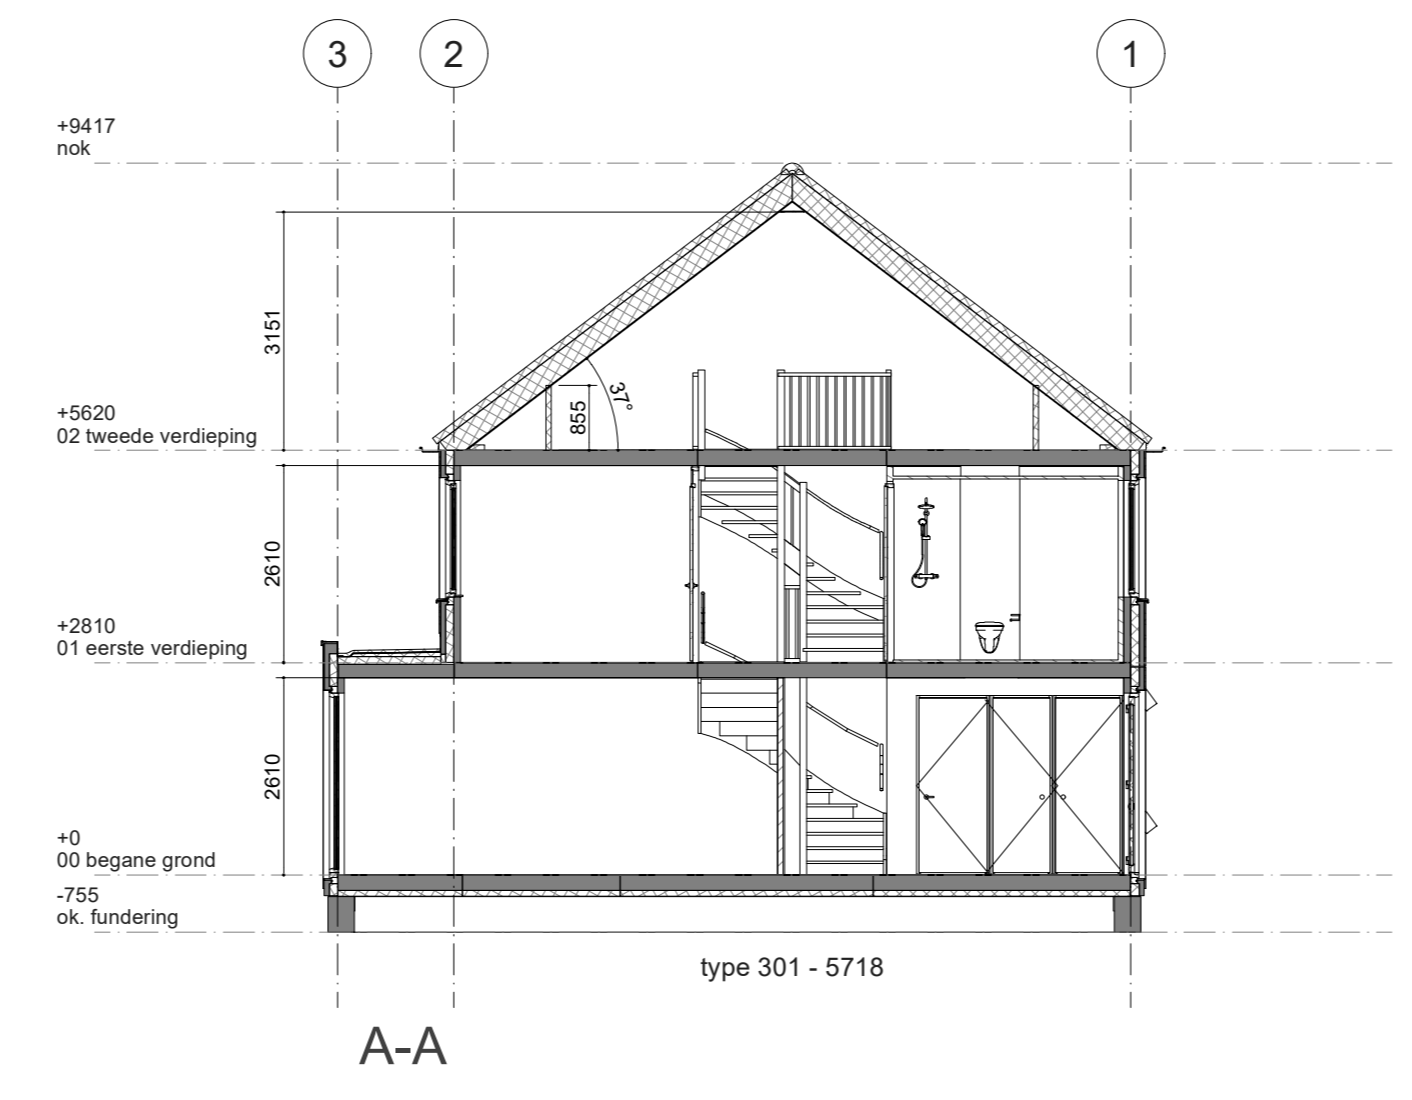 3 2 1
+9417
nok
3151
37°
855
+5620
02 tweede verdieping
2610
+2810
01 eerste verdieping
2610
+0
00 begane grond
-755
ok. fundering
type 301 - 5718
A-A